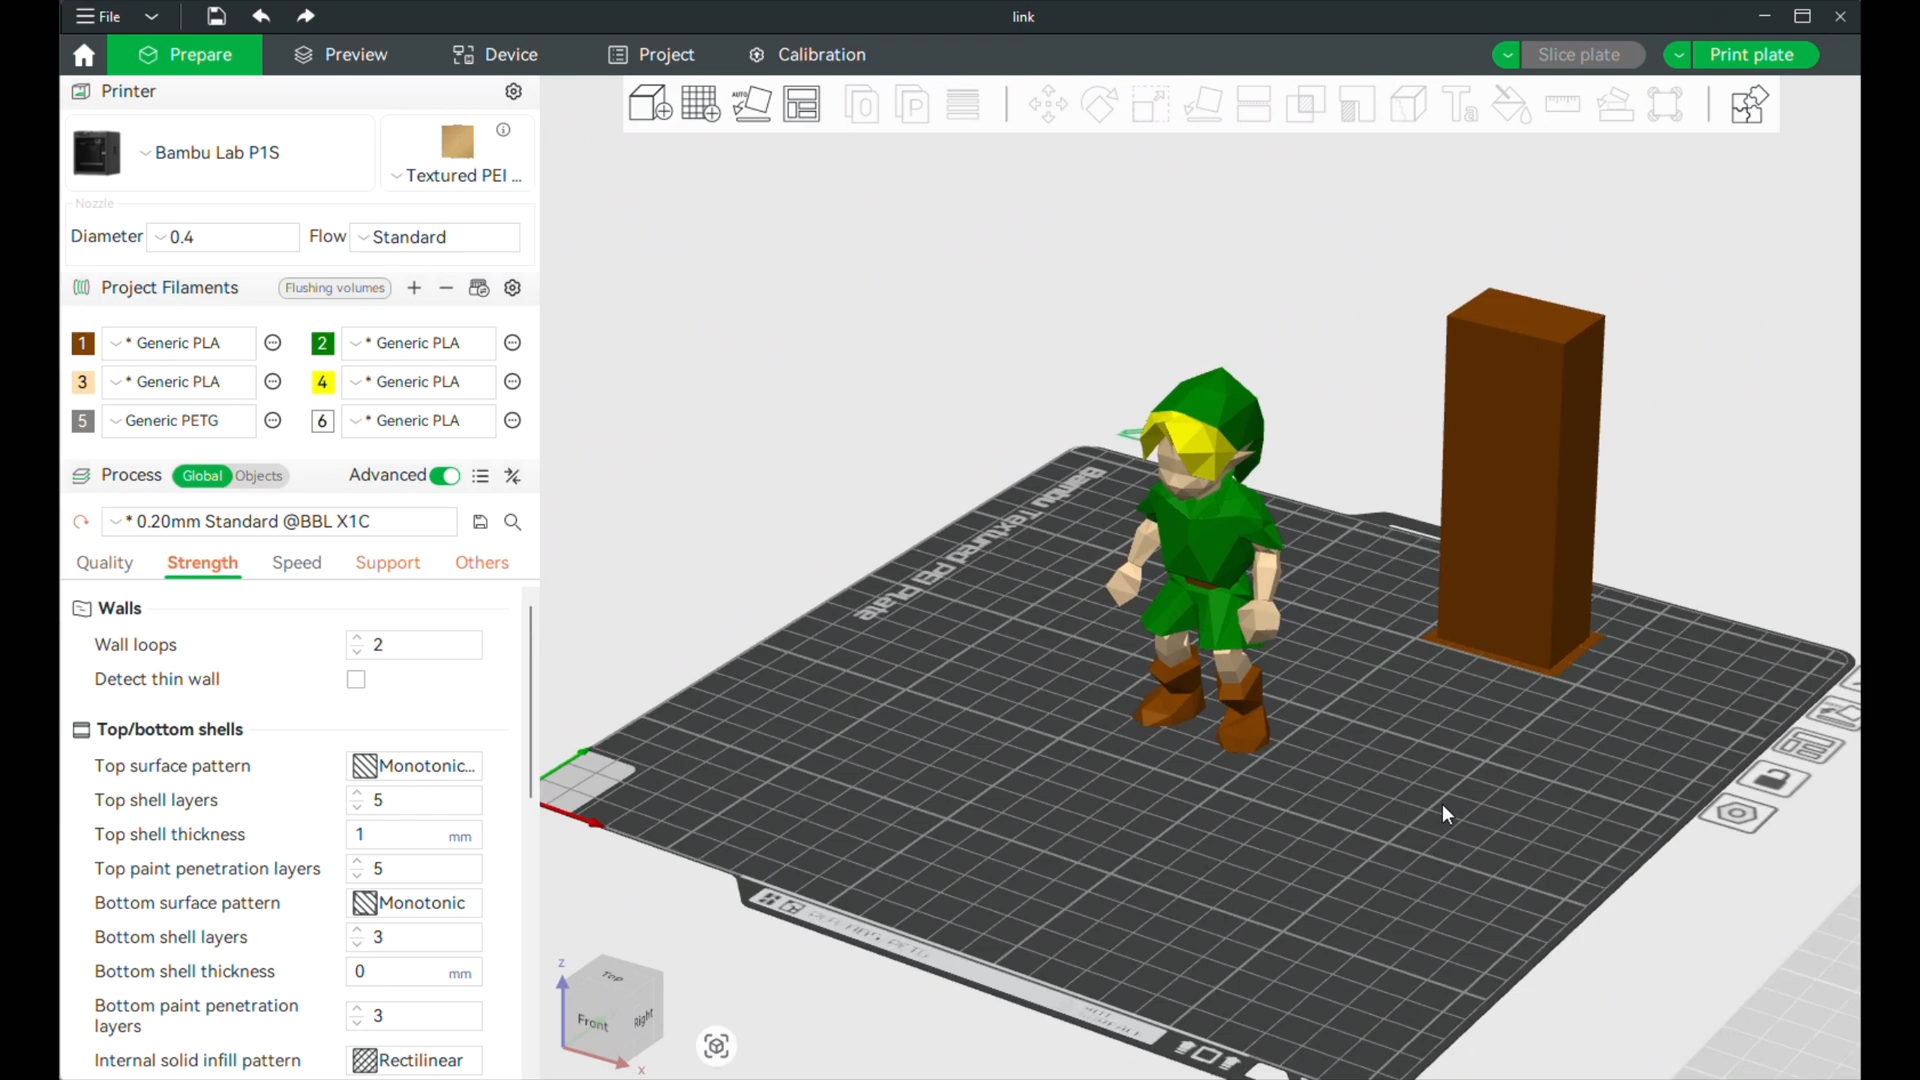 File
link
Prepare
Preview
Device
Project
Calibration
Slice plate
Print plate
Printer
Bambu Lab P1S
Textured PEI ...
Nozzle
Diameter 0.4 Flow Standard
Project Filaments Flushing volumes
1 * Generic PLA 2 * Generic PLA
3 * Generic PLA 4 * Generic PLA
5 Generic PETG 6 * Generic PLA
Process Global Objects Advanced
* 0.20mm Standard @BBL X1C
Quality Strength Speed Support Others
Walls
Wall loops 2
Detect thin wall
Top/bottom shells
Top surface pattern Monotonic...
Top shell layers 5
Top shell thickness 1 mm
Top paint penetration layers 5
Bottom surface pattern Monotonic
Bottom shell layers 3
Bottom shell thickness 0 mm
Bottom paint penetration
layers 3
Internal solid infill pattern Rectilinear
AUTO
O
P
Ta
Bambu Textured PEI Plate
Z
Top
Front
Right
X